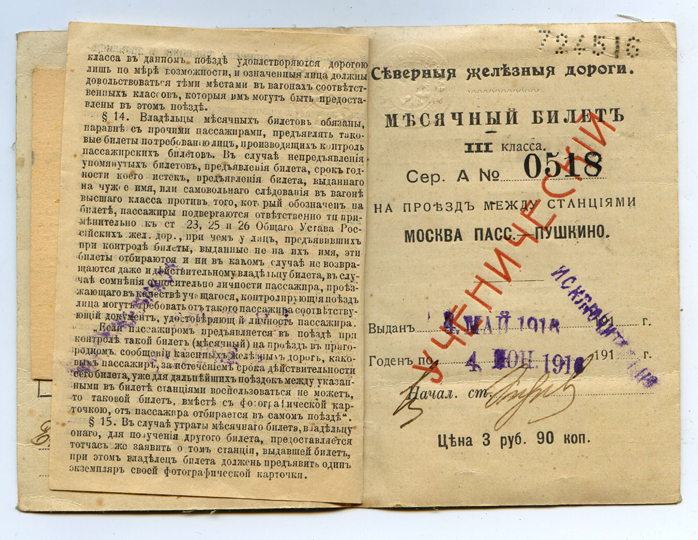 класса въ данномъ поѣздѣ удовлетворяются дорогою
лишь по мѣрѣ возможности, и означенныя лица должны
довольствоваться тѣми мѣстами въ вагонахъ соотвѣтст-
венныхъ классовъ, которыя имъ могутъ быть предоста-
влены въ этомъ поѣздѣ.
§ 14. Владѣльцы мѣсячныхъ билетовъ обязаны,
наравнѣ съ прочими пассажирами, предъявлять тако-
вые билеты по требованію лицъ, производящихъ контроль
пассажирскихъ билетовъ. Въ случаѣ непредъявленія
упомянутыхъ билетовъ, предъявленія билета, срокъ год-
ности коего истекъ, предъявленія билета, выданнаго
на чужое имя, или самовольнаго слѣдованія въ вагонѣ
высшаго класса противъ того, который обозначенъ на
билетѣ, пассажиры подвергаются отвѣтственности при-
мѣнительно къ ст 23, 25 и 26 Общаго Устава Рос-
сійскихъ жел. дор., при чемъ у лицъ, предъявившихъ
при контролѣ билеты, выданные не на ихъ имя, эти
билеты отбираются и ни въ какомъ случаѣ не возвра-
щаются даже и дѣйствительному владѣльцу билета, въ слу-
чаѣ сомнѣнія относительно личности пассажира, проѣз-
жающаго въ качествѣ учащагося, контролирующія поѣздъ
лица могутъ требовать отъ такого пассажира соотвѣтству-
ющій документъ, удостовѣряющій личность пассажира.
„Если пассажиромъ предъявляется въ поѣздѣ при
контролѣ такой билетъ (мѣсячный) на проѣздъ въ приго-
родномъ сообщеніи казенныхъ желѣзныхъ дорогъ, каковымъ
пассажиръ, за истеченіемъ срока дѣйствительности
сего билета, уже для дальнѣйшихъ поѣздокъ между указан-
ными въ билетѣ станціями воспользоваться не можетъ,
то таковой билетъ, вмѣстѣ съ фотографической кар-
точкою, отъ пассажира отбирается въ самомъ поѣздѣ“.
§ 15. Въ случаѣ утраты мѣсячнаго билета, владѣльцу
онаго, для полученія другого билета, предоставляется
тотчасъ же заявить о томъ станціи, выдавшей билетъ,
при этомъ владѣлецъ билета долженъ предъявить одинъ
экземпляръ своей фотографической карточки.
724516
Сѣверныя желѣзныя дороги.
МѢСЯЧНЫЙ БИЛЕТЪ
III класса.
Сер. А № 0518
НА ПРОѢЗДЪ МЕЖДУ СТАНЦІЯМИ
МОСКВА ПАСС.—ПУШКИНО.
УЧЕНИЧЕСКІЙ
ИСКЛЮЧИТЕЛЬНО
Выданъ 4. МАЙ 1916 г.
Годенъ по 4. ІЮН 1916 191 г.
Начал. ст.
Цѣна 3 руб. 90 коп.